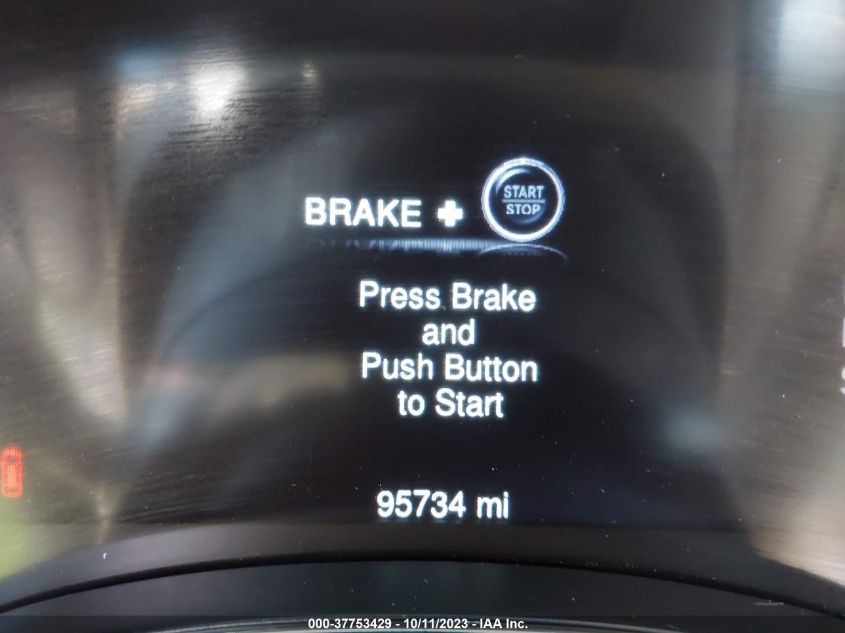 BRAKE + START
STOP
Press Brake
and
Push Button
to Start
95734 mi
000-37753429 - 10/11/2023 - IAA Inc.